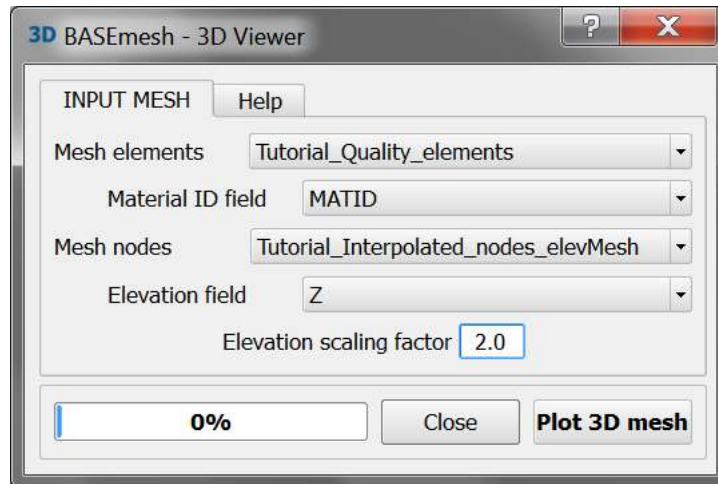 3D BASEmesh - 3D Viewer ?
INPUT MESH Help
Mesh elements Tutorial_Quality_elements
Material ID field MATID
Mesh nodes Tutorial_Interpolated_nodes_elevMesh
Elevation field Z
Elevation scaling factor 2.0
0% Close Plot 3D mesh